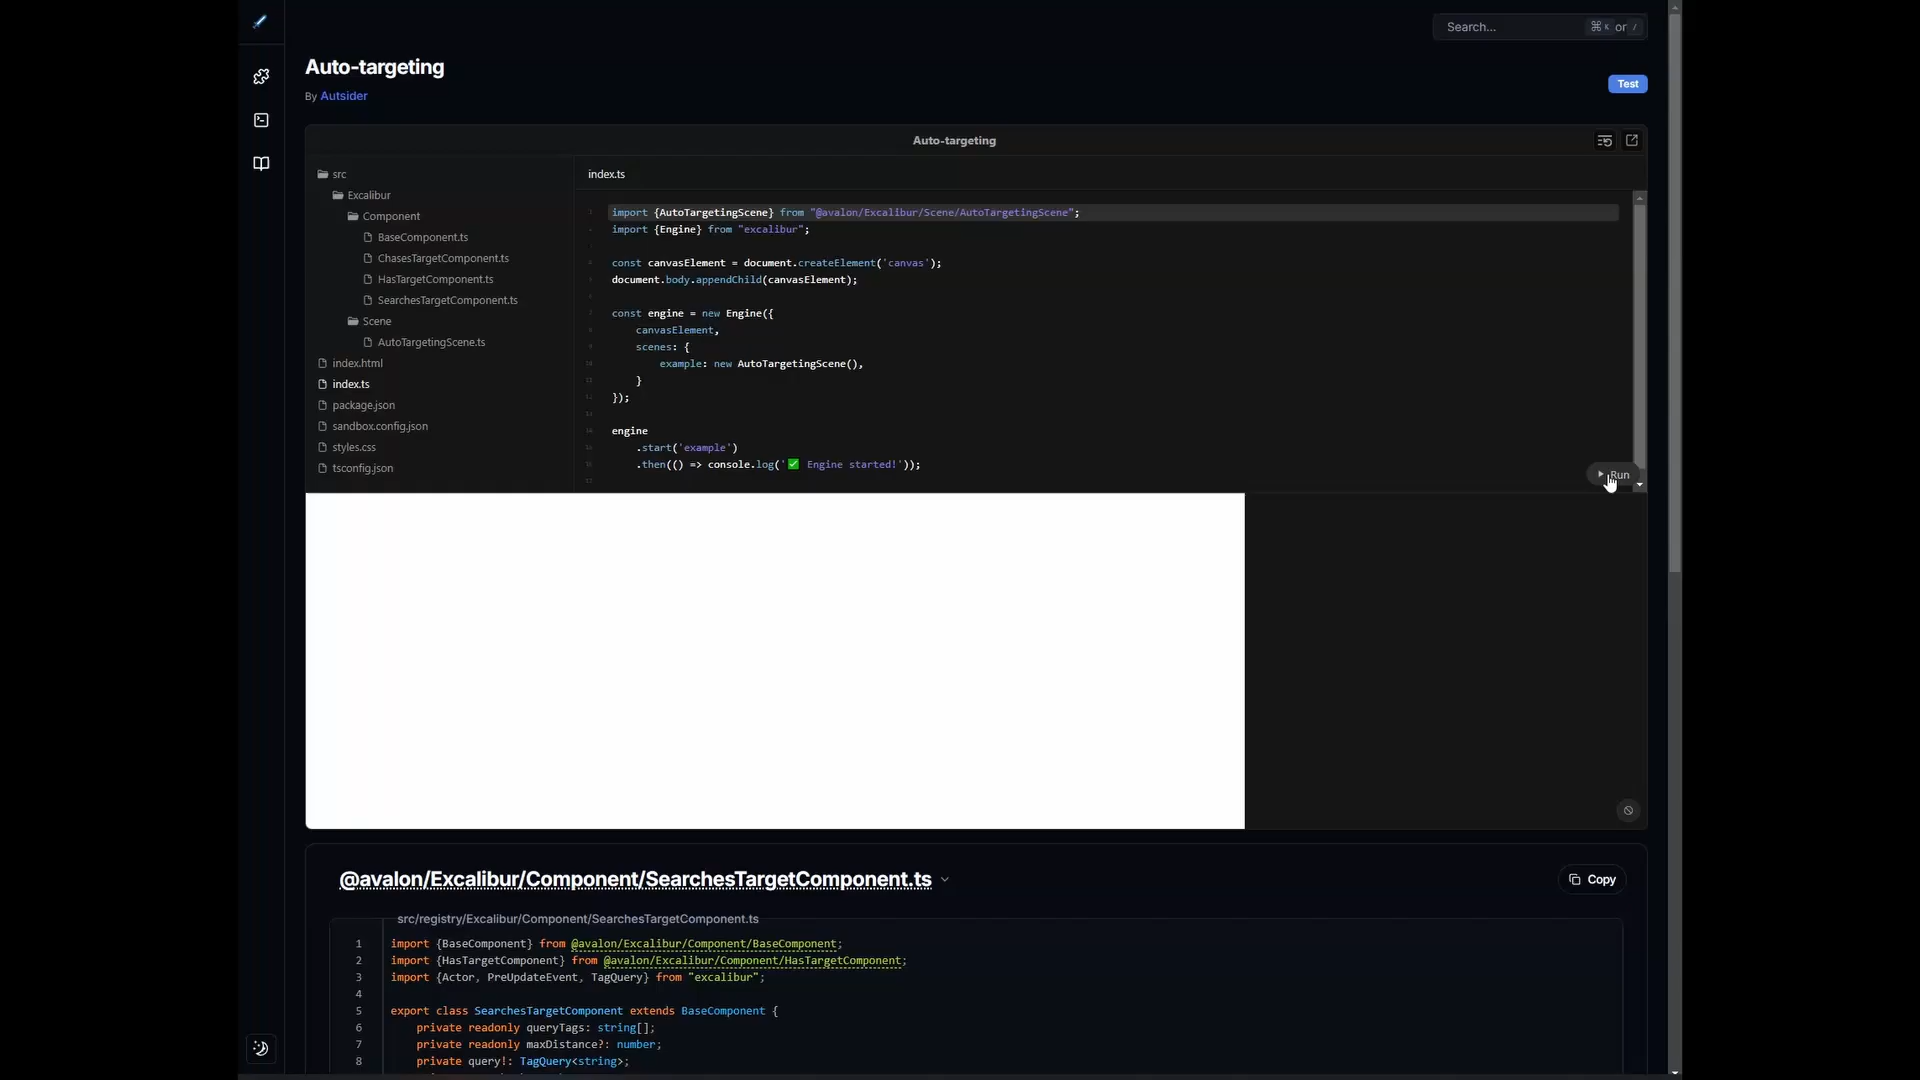 Search...
⌘ K or /
Auto-targeting
By Autsider
Test
Auto-targeting
src
Excalibur
Component
BaseComponent.ts
ChasesTargetComponent.ts
HasTargetComponent.ts
SearchesTargetComponent.ts
Scene
AutoTargetingScene.ts
index.html
index.ts
package.json
sandbox.config.json
styles.css
tsconfig.json
index.ts
import {AutoTargetingScene} from "@avalon/Excalibur/Scene/AutoTargetingScene";
import {Engine} from "excalibur";
const canvasElement = document.createElement('canvas');
document.body.appendChild(canvasElement);
const engine = new Engine({
canvasElement,
scenes: {
example: new AutoTargetingScene(),
}
});
engine
.start('example')
.then(() => console.log('✅ Engine started!'));
Run
@avalon/Excalibur/Component/SearchesTargetComponent.ts
Copy
src/registry/Excalibur/Component/SearchesTargetComponent.ts
1 import {BaseComponent} from @avalon/Excalibur/Component/BaseComponent;
2 import {HasTargetComponent} from @avalon/Excalibur/Component/HasTargetComponent;
3 import {Actor, PreUpdateEvent, TagQuery} from "excalibur";
4
5 export class SearchesTargetComponent extends BaseComponent {
6 private readonly queryTags: string[];
7 private readonly maxDistance?: number;
8 private query!: TagQuery<string>;